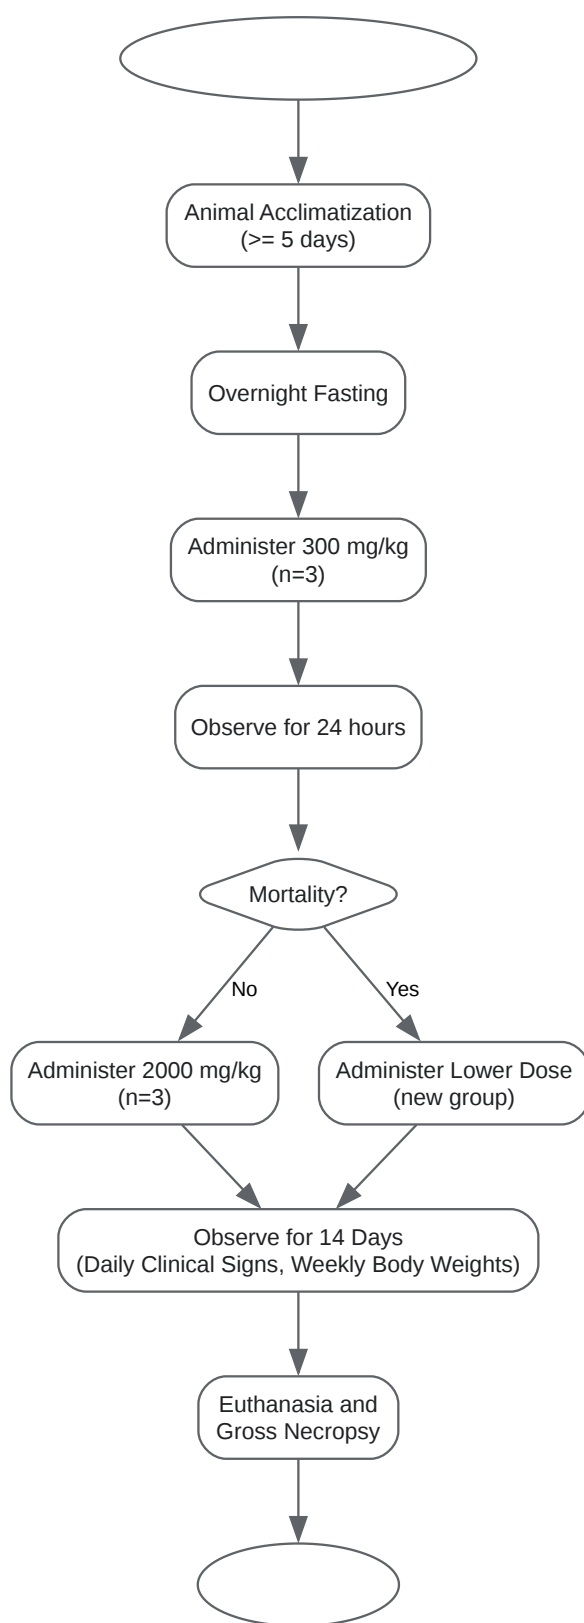 Animal Acclimatization
(>= 5 days)
Overnight Fasting
Administer 300 mg/kg
(n=3)
Observe for 24 hours
Mortality?
No
Yes
Administer 2000 mg/kg
(n=3)
Administer Lower Dose
(new group)
Observe for 14 Days
(Daily Clinical Signs, Weekly Body Weights)
Euthanasia and
Gross Necropsy